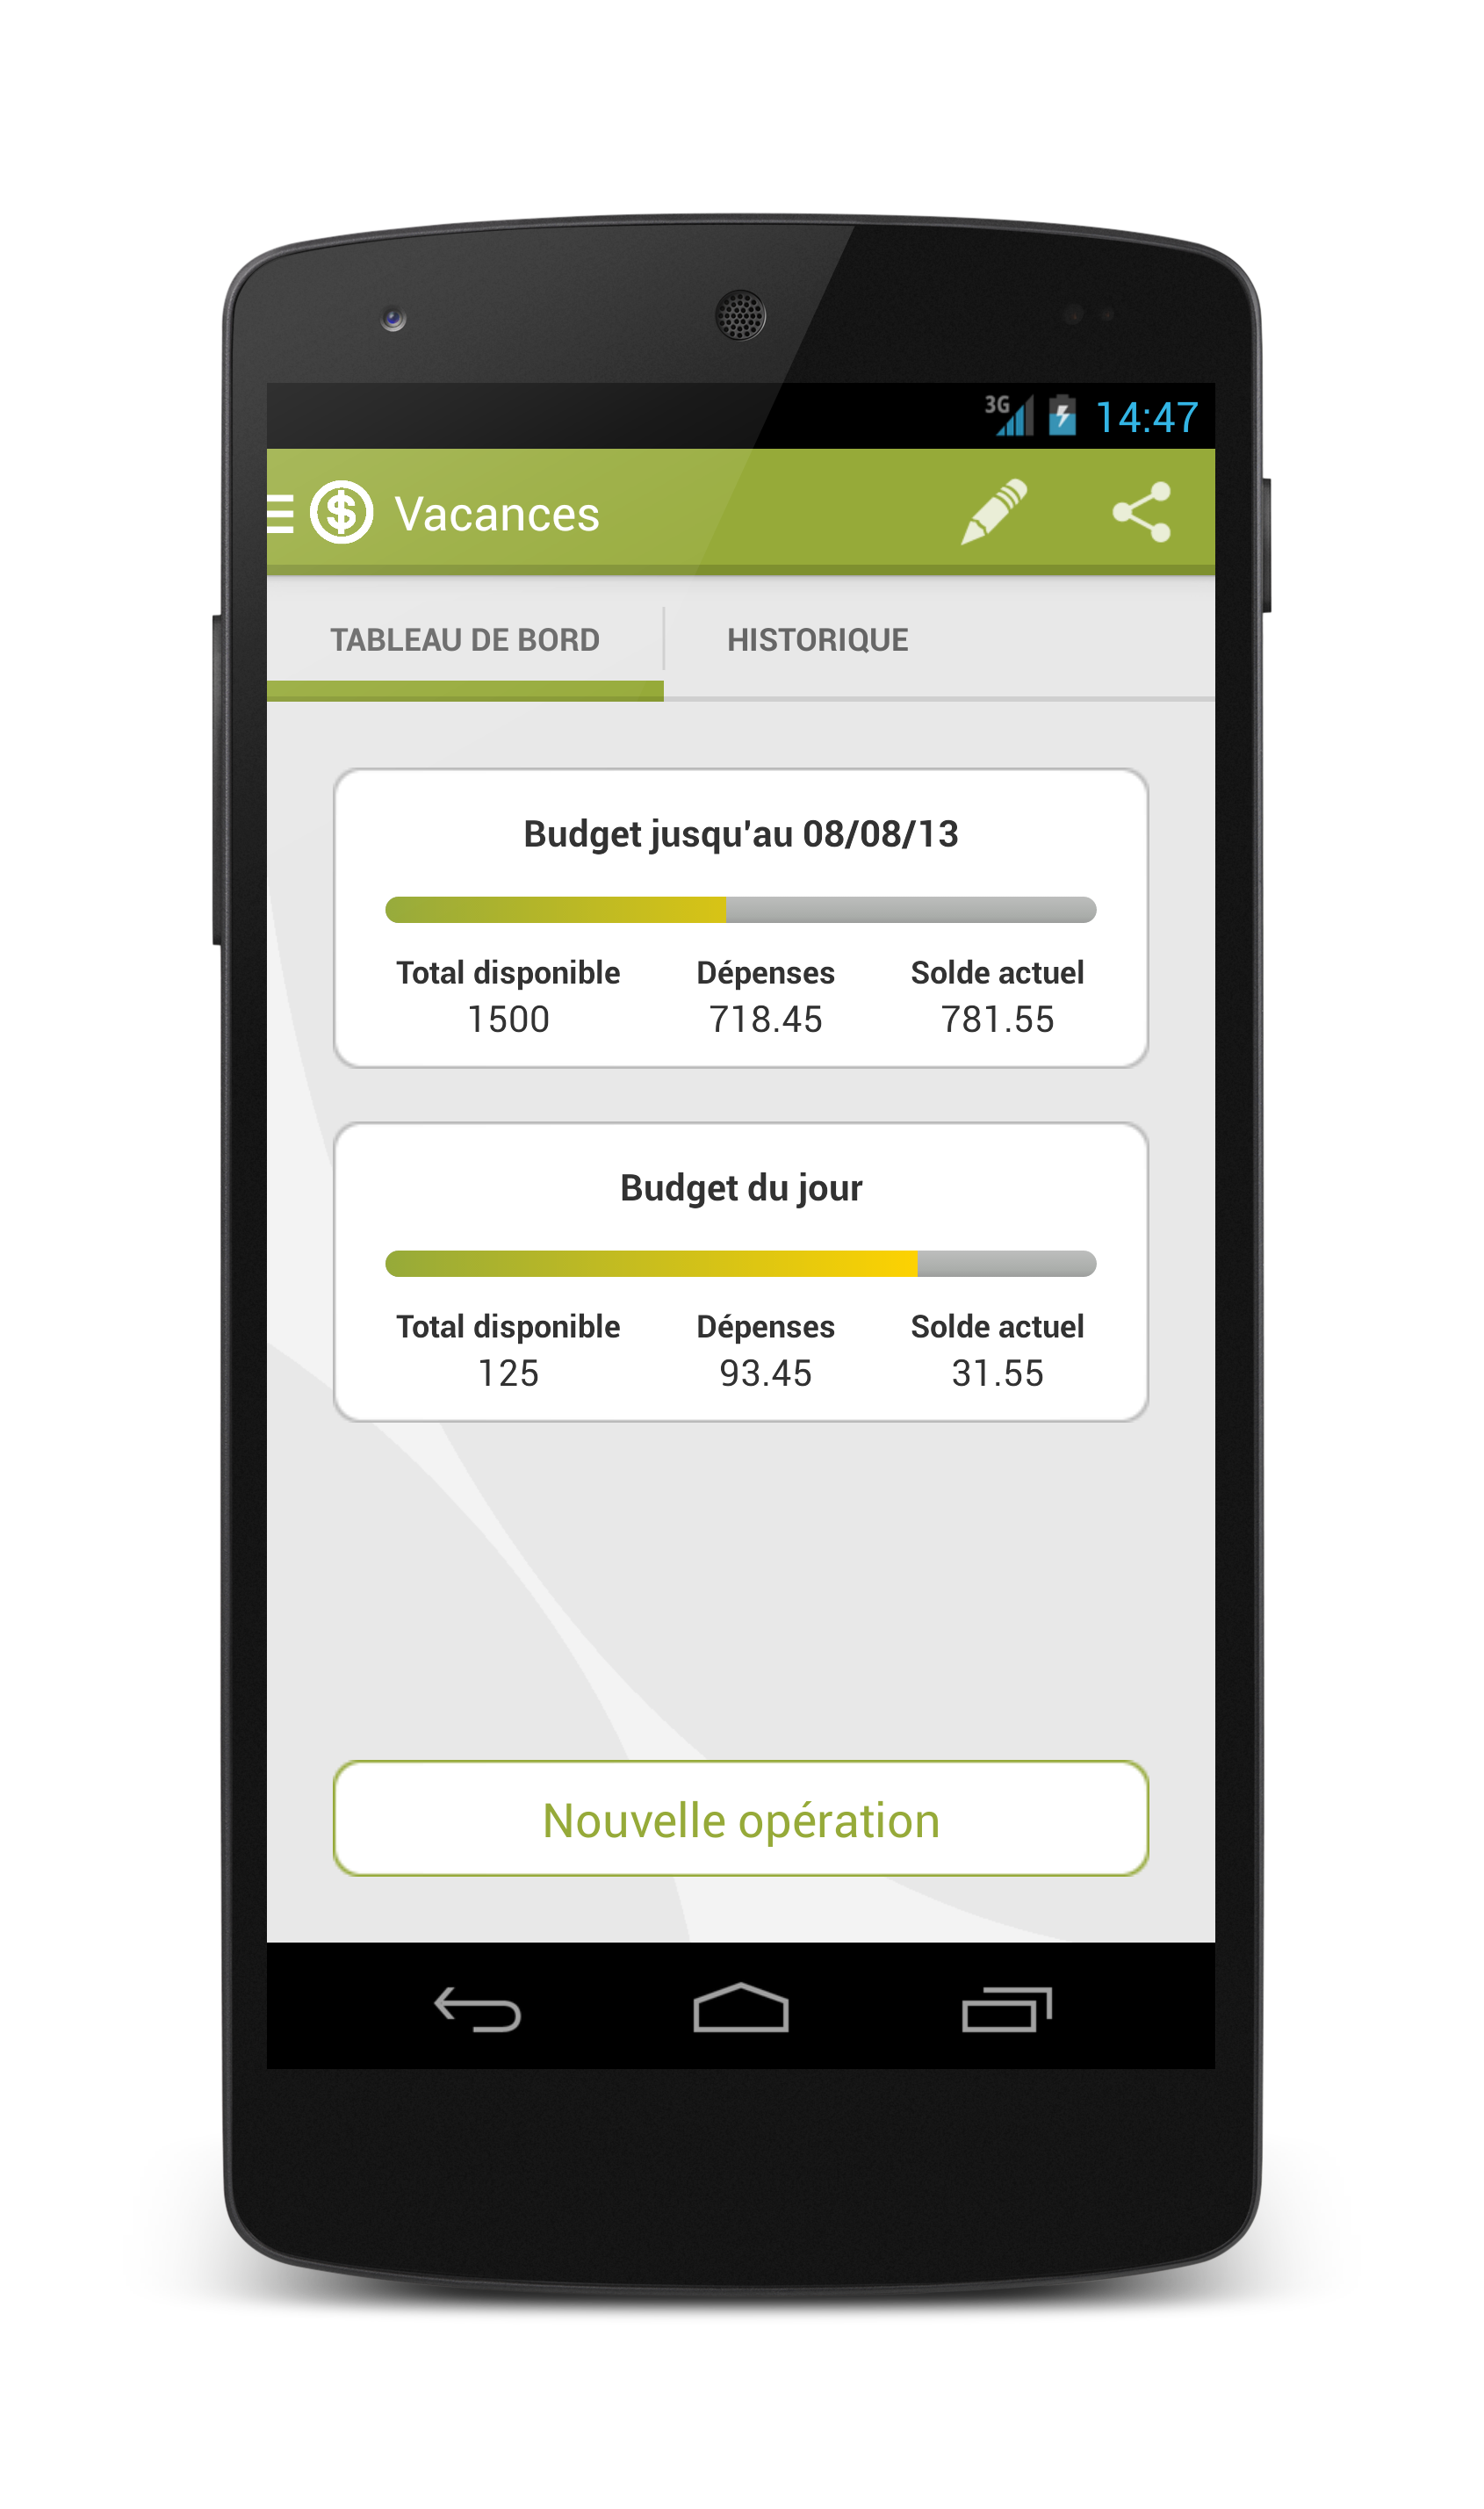 3G 14:47
Vacances
TABLEAU DE BORD HISTORIQUE
Budget jusqu'au 08/08/13
Total disponible Dépenses Solde actuel
1500 718.45 781.55
Budget du jour
Total disponible Dépenses Solde actuel
125 93.45 31.55
Nouvelle opération